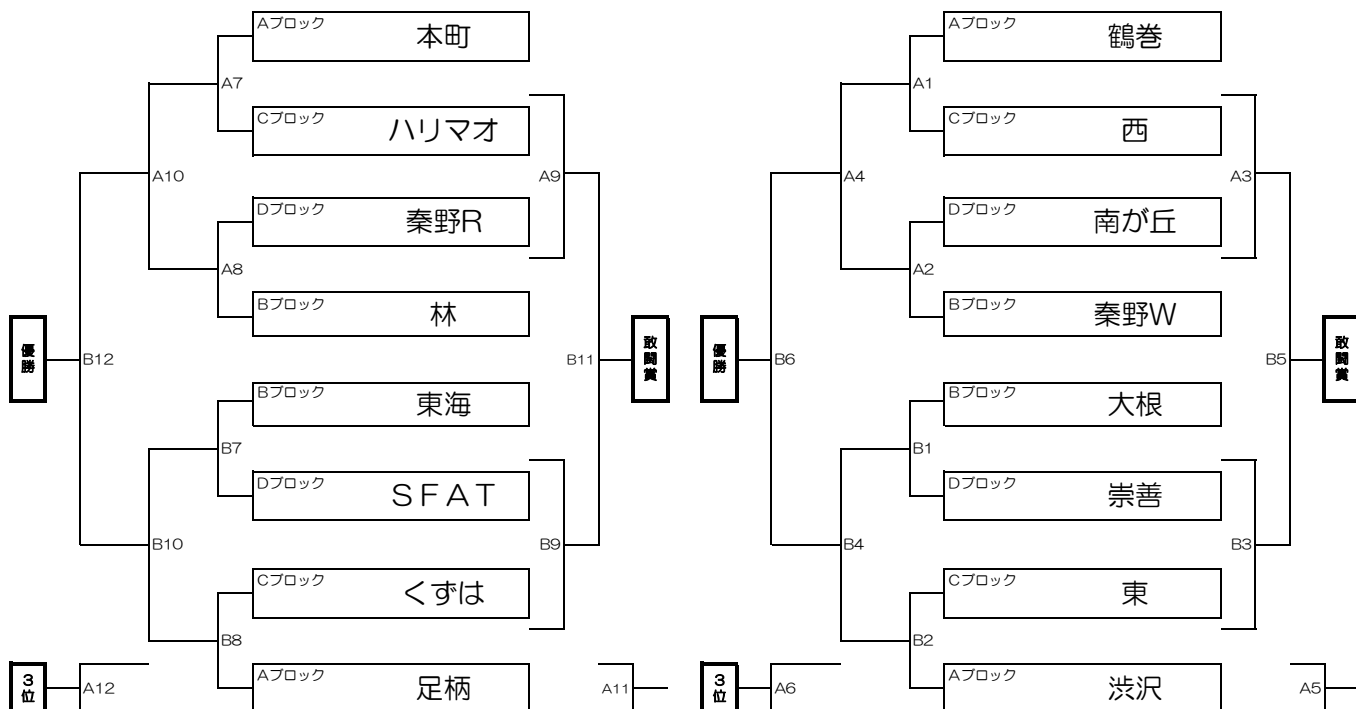 Aブロック 本町
A7
Cブロック ハリマオ
A10
A9
Dブロック 秦野R
A8
Bブロック 林
優勝
B12
B11
敢闘賞
Bブロック 東海
B7
Dブロック SFAT
B10
B9
Cブロック くずは
B8
3位
A12
Aブロック 足柄
A11
Aブロック 鶴巻
A1
Cブロック 西
A4
A3
Dブロック 南が丘
A2
Bブロック 秦野W
優勝
B6
B5
敢闘賞
Bブロック 大根
B1
Dブロック 崇善
B4
B3
Cブロック 東
B2
3位
A6
Aブロック 渋沢
A5